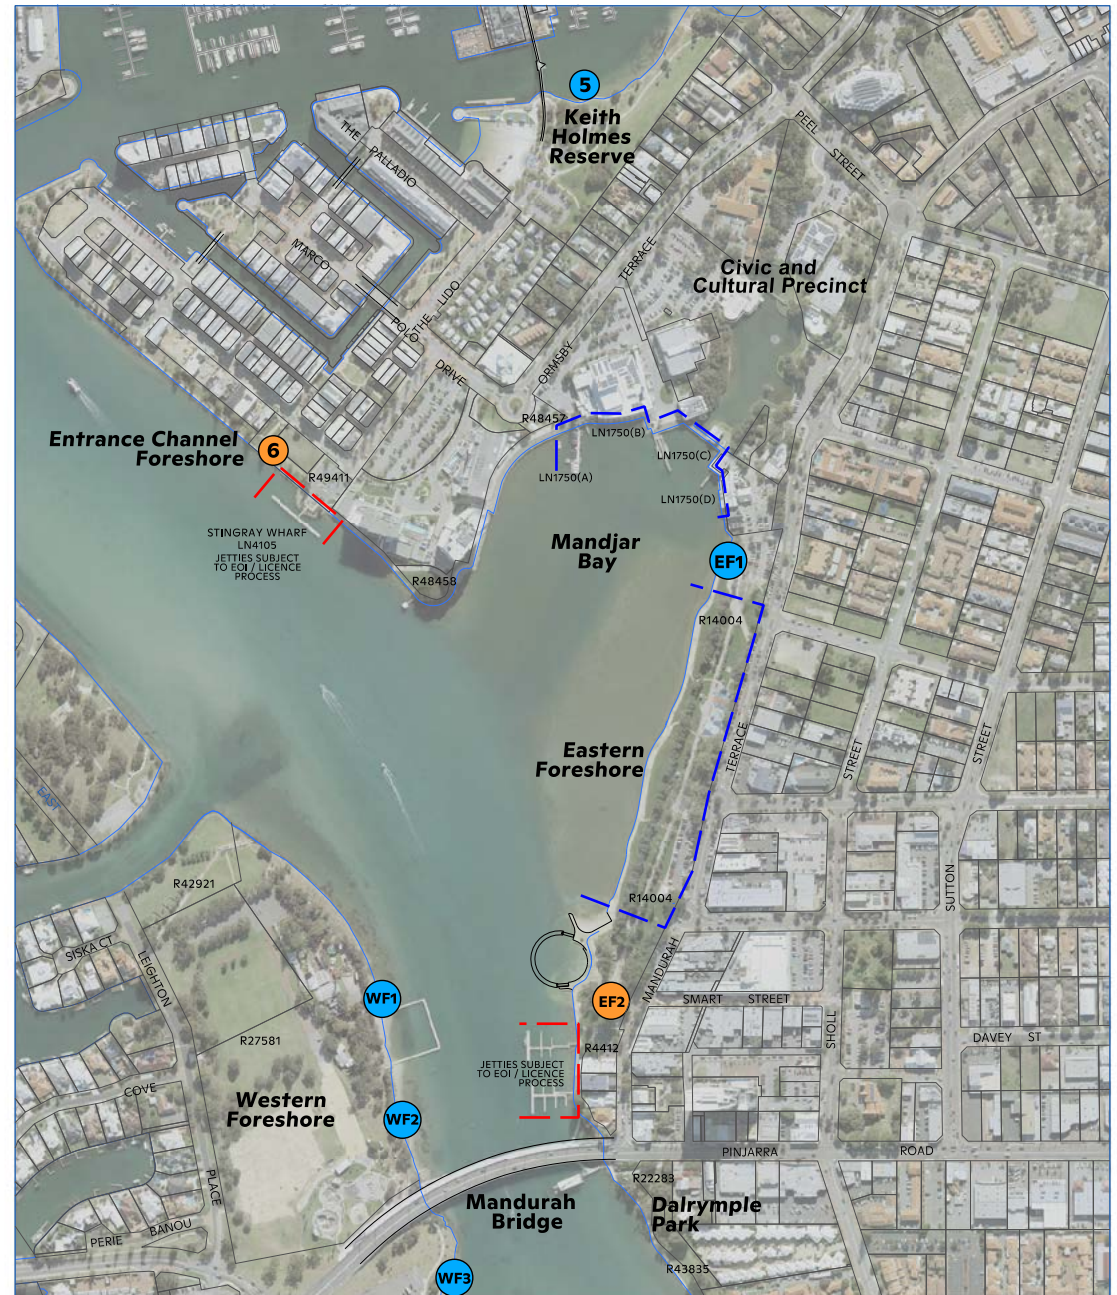 5
Keith
Holmes
Reserve
PEEL
STREET
THE
PALLADIO
MARCO
POLO
THE LIDO
DRIVE
TERRACE
ORMSBY
Civic and
Cultural Precinct
R48457
LN1750(B)
LN1750(C)
LN1750(A)
LN1750(D)
Entrance Channel
Foreshore
6
R49411
STINGRAY WHARF
LN4105
JETTIES SUBJECT
TO EOI / LICENCE
PROCESS
R48458
Mandjar
Bay
EF1
R14004
Eastern
Foreshore
TERRACE
STREET
STREET
EAST
R42921
R14004
SUTTON
SISKA CT
LEIGHTON
MANDURAH
WF1
EF2
SMART STREET
SHOLL
DAVEY ST
R27581
R4412
JETTIES SUBJECT
TO EOI / LICENCE
PROCESS
COVE
Western
Foreshore
WF2
PINJARRA
ROAD
PLACE
R22283
Mandurah
Bridge
Dalrymple
Park
PERIE BANOU
R43835
WF3